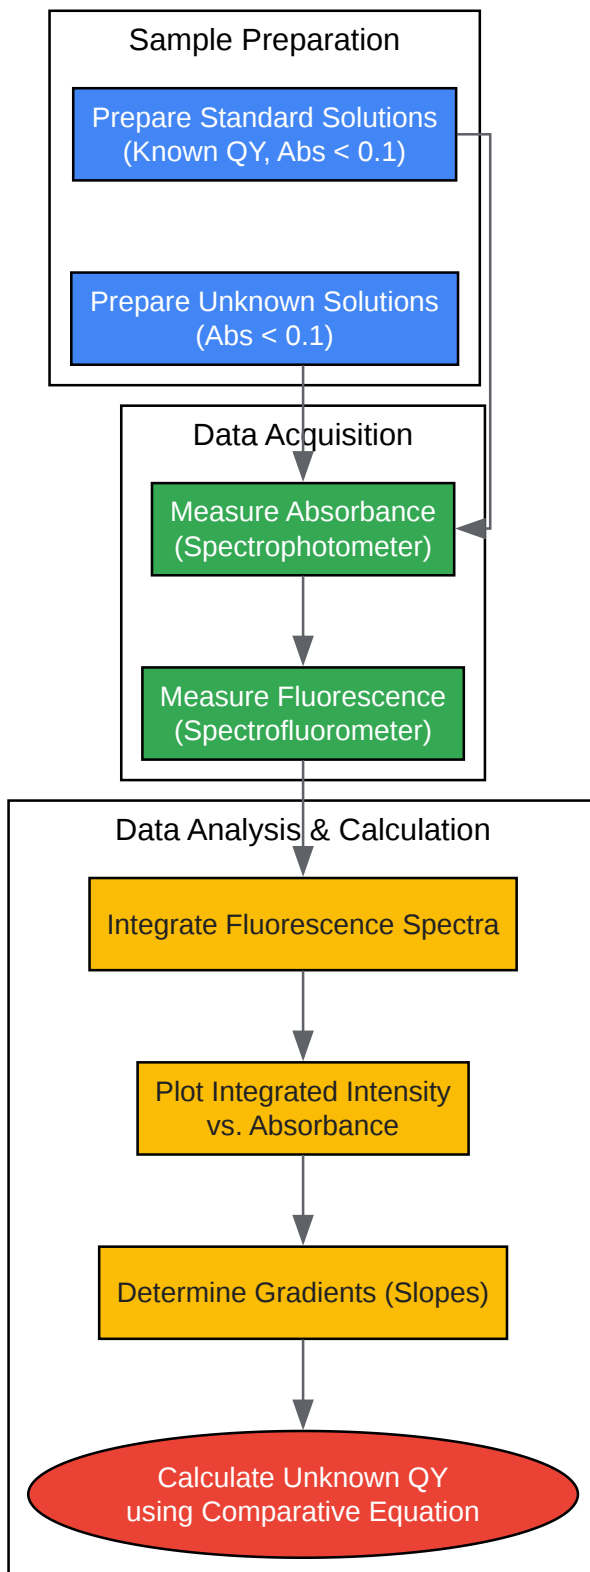 Sample Preparation
Prepare Standard Solutions
(Known QY, Abs < 0.1)
Prepare Unknown Solutions
(Abs < 0.1)
Data Acquisition
Measure Absorbance
(Spectrophotometer)
Measure Fluorescence
(Spectrofluorometer)
Data Analysis & Calculation
Integrate Fluorescence Spectra
Plot Integrated Intensity
vs. Absorbance
Determine Gradients (Slopes)
Calculate Unknown QY
using Comparative Equation